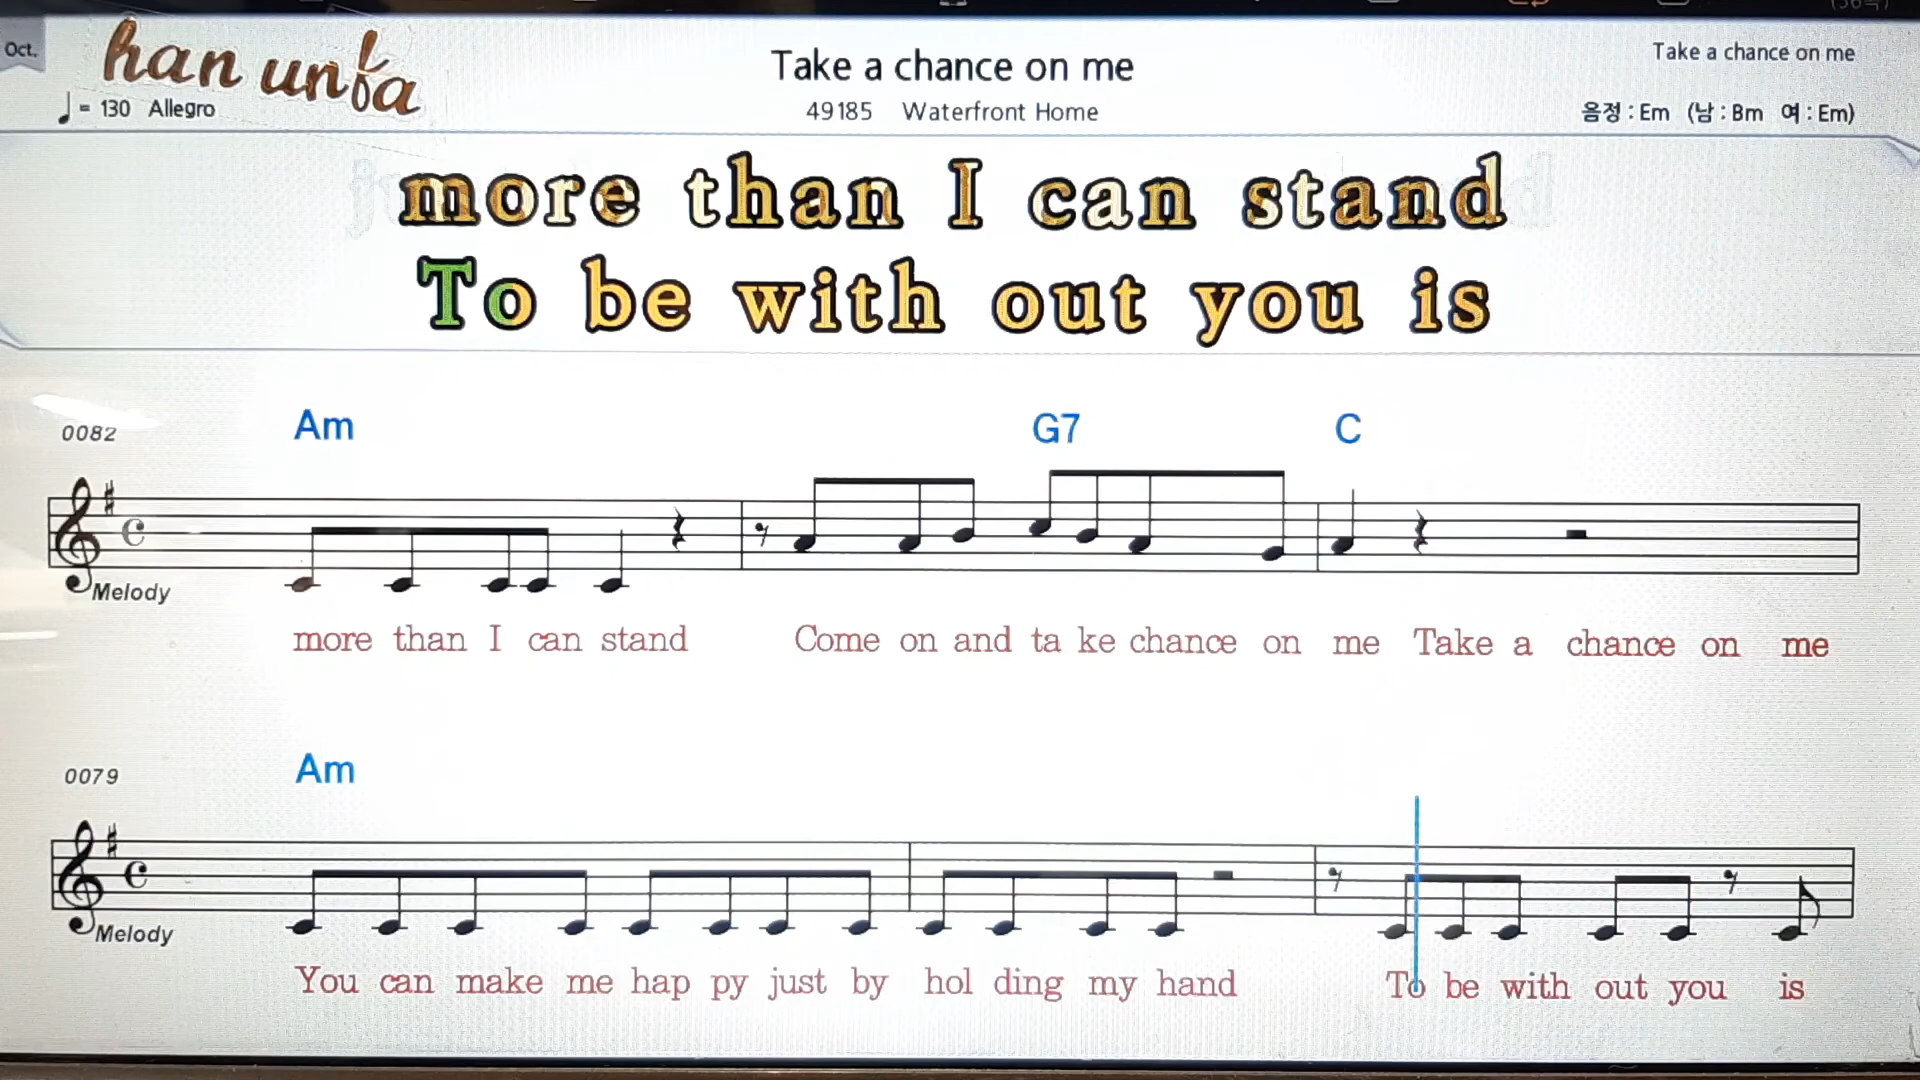 Oct.
han unfa
Take a chance on me
Take a chance on me
= 130 Allegro
49185 Waterfront Home
음정 : Em (남 : Bm 여 : Em)
more than I can stand
To be with out you is
Am G7 C
0082
Melody
more than I can stand Come on and ta ke chance on me Take a chance on me
Am
0079
Melody
You can make me hap py just by hol ding my hand To be with out you is